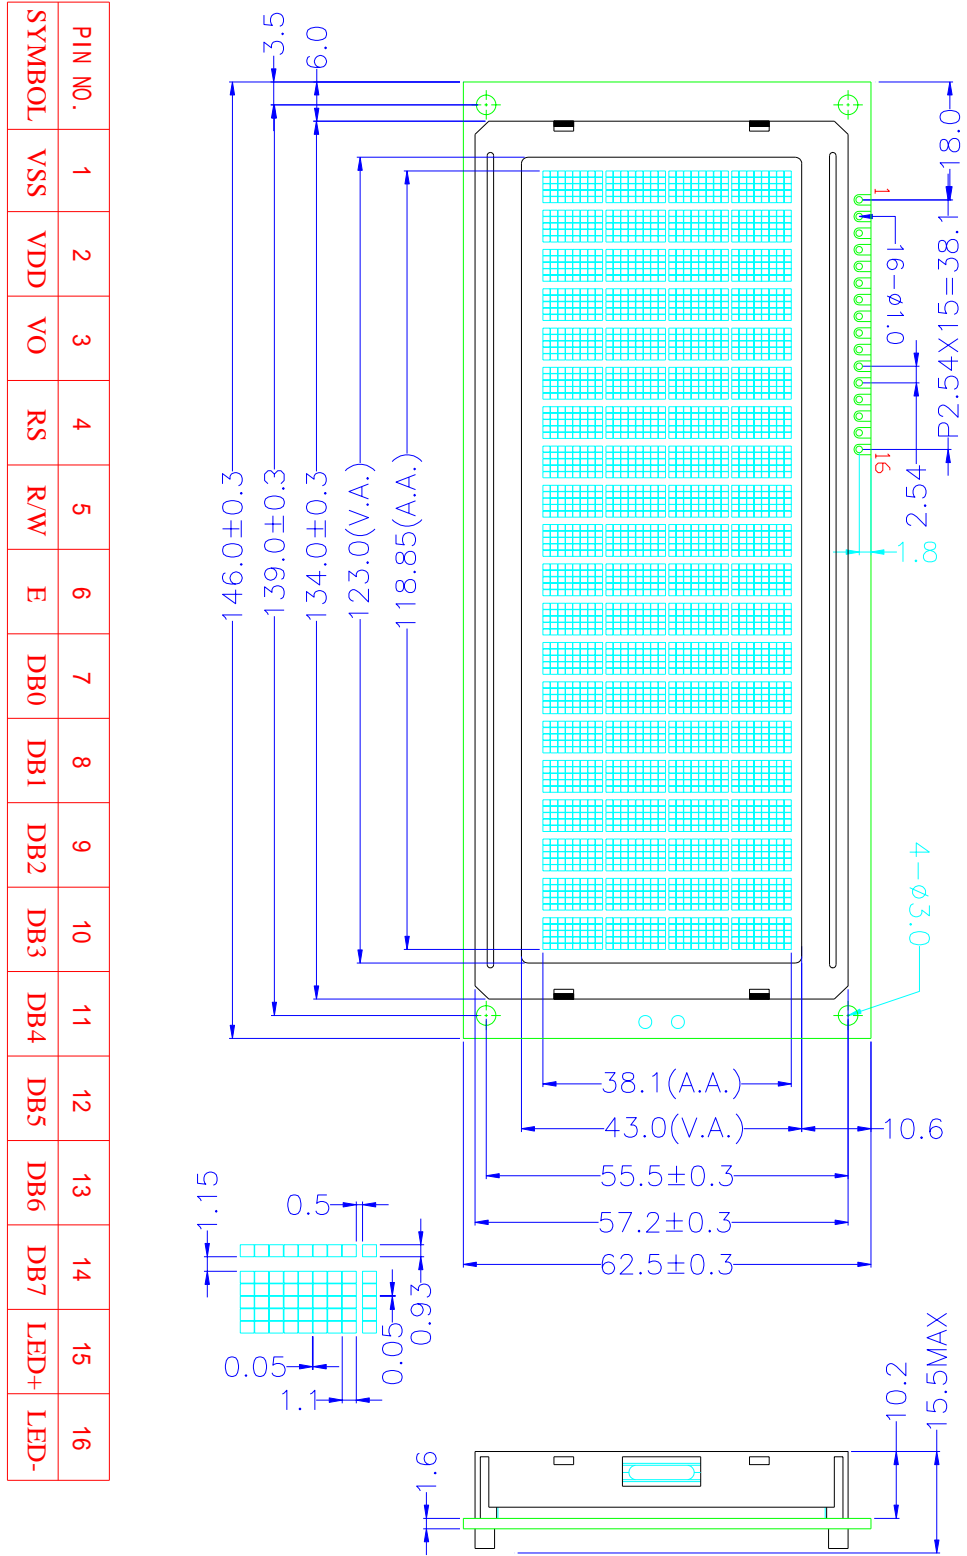 PIN NO. 1 2 3 4 5 6 7 8 9 10 11 12 13 14 15 16
SYMBOL VSS VDD VO RS R/W E DB0 DB1 DB2 DB3 DB4 DB5 DB6 DB7 LED+ LED-
3.5
6.0
146.0±0.3
139.0±0.3
134.0±0.3
123.0(V.A.)
118.85(A.A.)
18.0
P2.54X15=38.1
1
16-ø1.0
16
2.54
1.8
4-ø3.0
38.1(A.A.)
43.0(V.A.)
10.6
55.5±0.3
57.2±0.3
62.5±0.3
1.15
0.5
0.93
0.05
0.05
1.1
1.6
10.2
15.5MAX